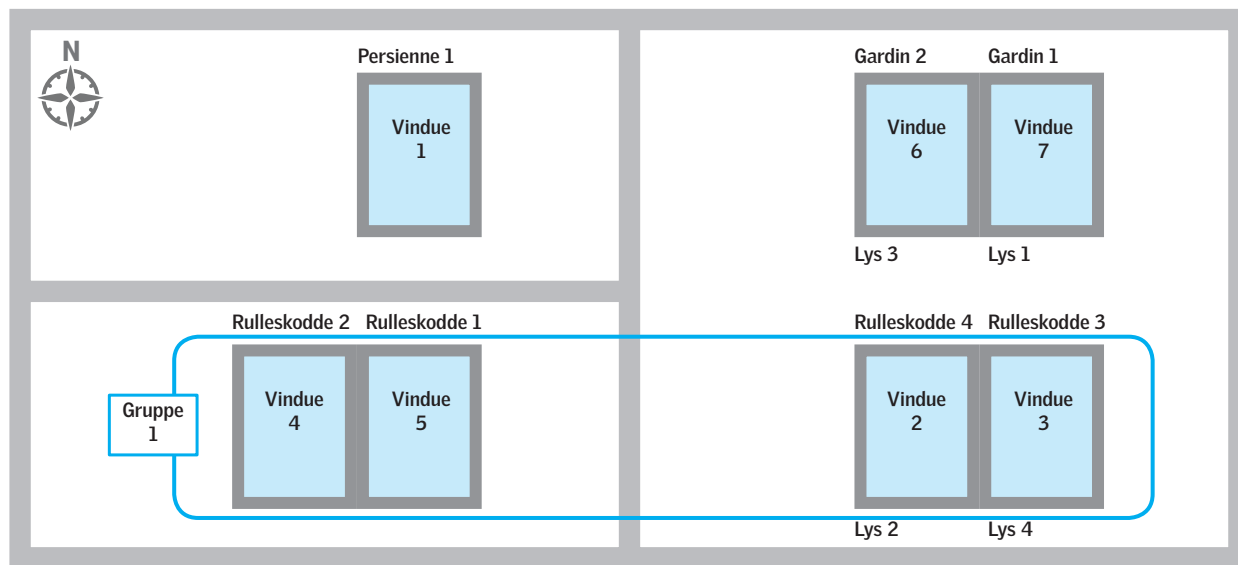 N
Persienne 1
Vindue
1
Gardin 2
Gardin 1
Vindue
6
Vindue
7
Lys 3
Lys 1
Rulleskodde 2
Rulleskodde 1
Gruppe
1
Vindue
4
Vindue
5
Rulleskodde 4
Rulleskodde 3
Vindue
2
Vindue
3
Lys 2
Lys 4